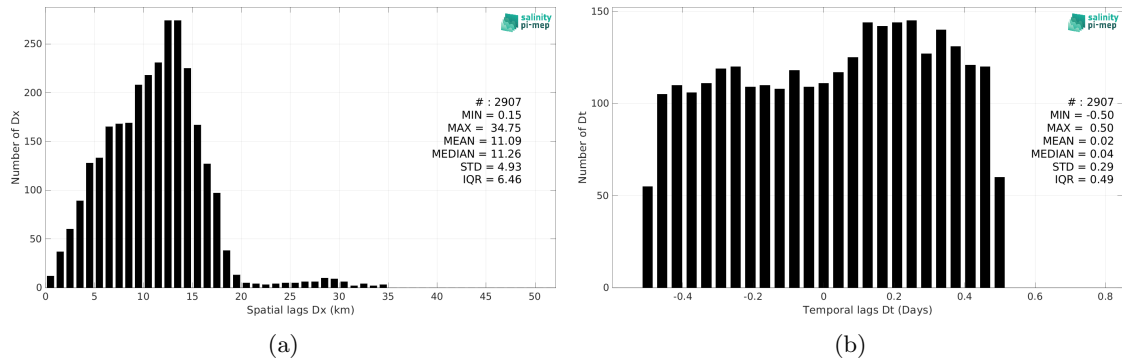 salinity
pi-mep
Number of Dx
250
200
150
100
50
0
# : 2907
MIN = 0.15
MAX = 34.75
MEAN = 11.09
MEDIAN = 11.26
STD = 4.93
IQR = 6.46
0 5 10 15 20 25 30 35 40 45 50
Spatial lags Dx (km)
(a)
salinity
pi-mep
Number of Dt
150
100
50
0
# : 2907
MIN = -0.50
MAX = 0.50
MEAN = 0.02
MEDIAN = 0.04
STD = 0.29
IQR = 0.49
-0.4 -0.2 0 0.2 0.4 0.6 0.8
Temporal lags Dt (Days)
(b)